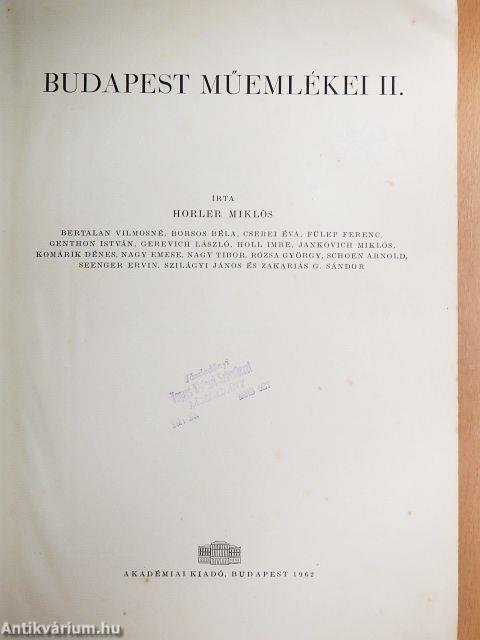 BUDAPEST MŰEMLÉKEI II.
ÍRTA
HORLER MIKLÓS
BERTALAN VILMOSNÉ, BORSOS BÉLA, CSEREI ÉVA, FÜLEP FERENC,
GENTHON ISTVÁN, GEREVICH LÁSZLÓ, HOLL IMRE, JANKOVICH MIKLÓS,
KOMÁRIK DÉNES, NAGY EMESE, NAGY TIBOR, RÓZSA GYÖRGY, SCHOEN ARNOLD,
SEENGER ERVIN, SZILÁGYI JÁNOS ÉS ZAKARIÁS G. SÁNDOR
AKADÉMIAI KIADÓ, BUDAPEST 1962
Antikvárium.hu